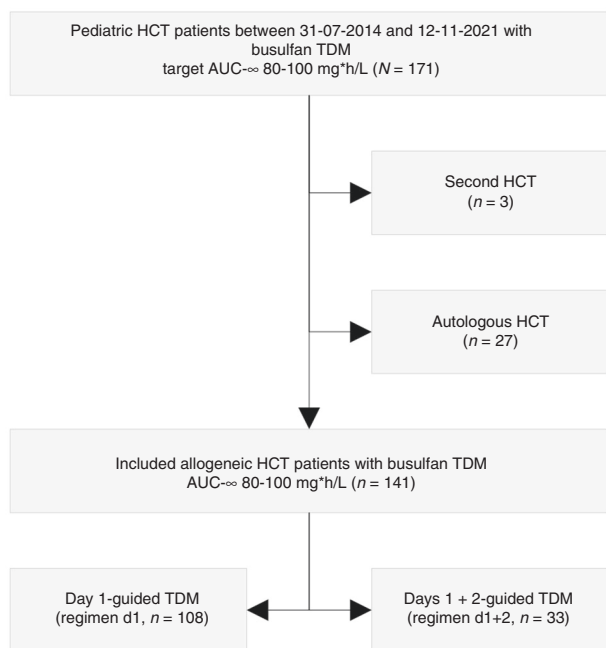 Pediatric HCT patients between 31-07-2014 and 12-11-2021 with
busulfan TDM
target AUC-∞ 80-100 mg*h/L (N = 171)
Second HCT
(n = 3)
Autologous HCT
(n = 27)
Included allogeneic HCT patients with busulfan TDM
AUC-∞ 80-100 mg*h/L (n = 141)
Day 1-guided TDM
(regimen d1, n = 108)
Days 1 + 2-guided TDM
(regimen d1+2, n = 33)